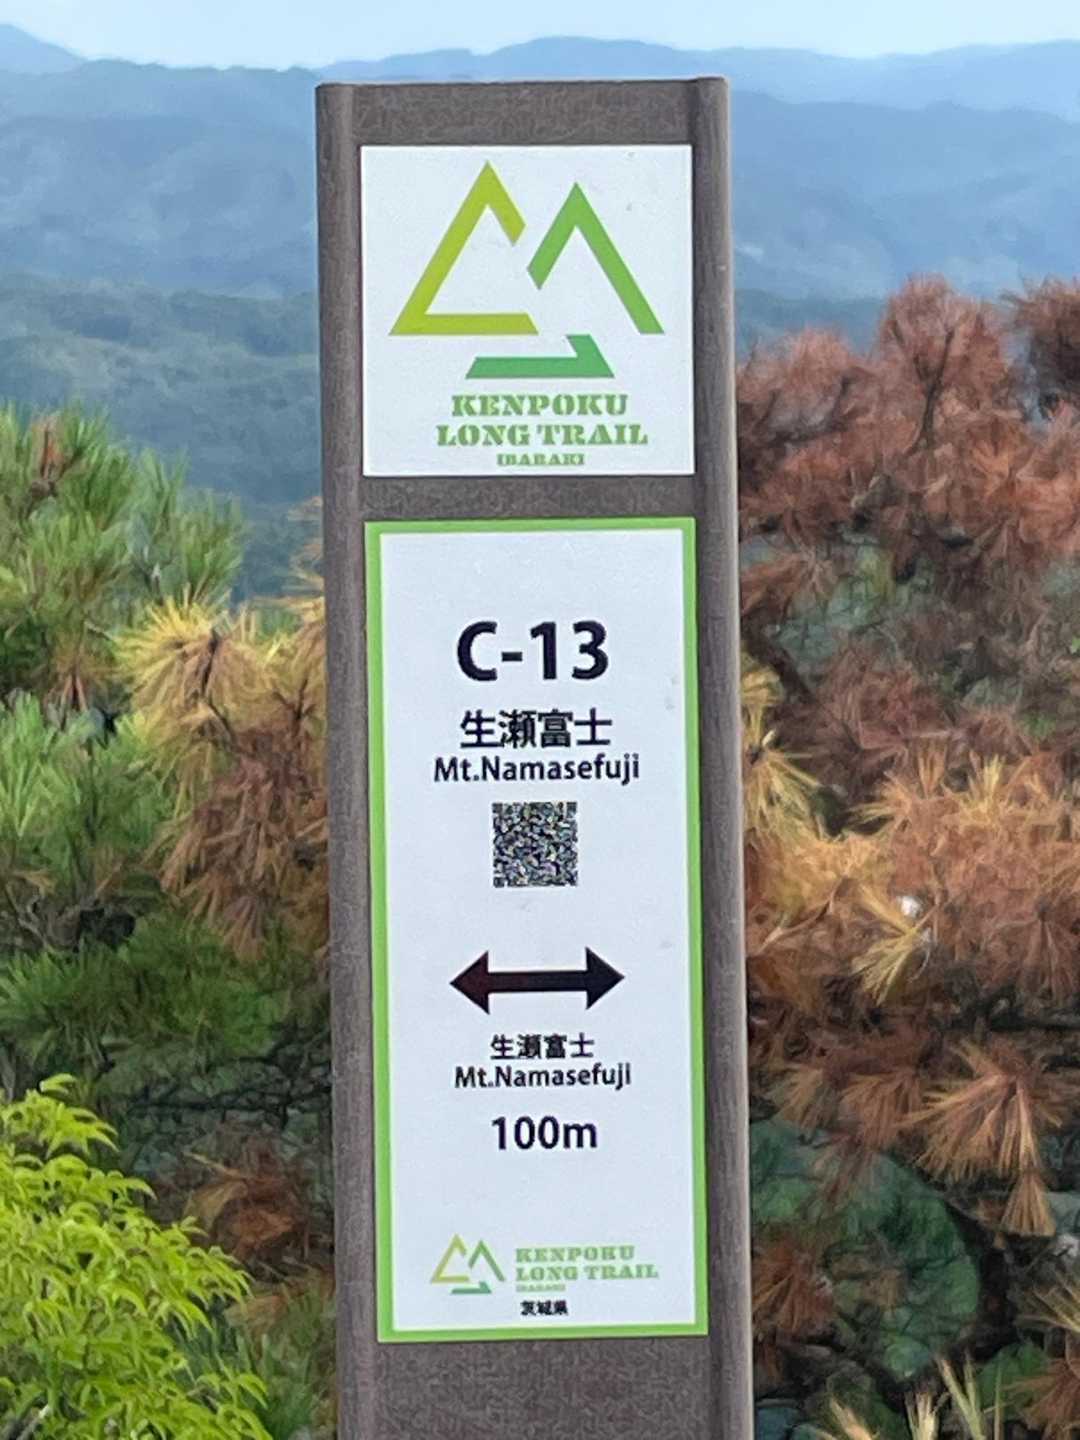 KENPOKU
LONG TRAIL
IBARAKI
C-13
生瀬富士
Mt.Namasefuji
生瀬富士
Mt.Namasefuji
100m
KENPOKU
LONG TRAIL
IBARAKI
茨城県